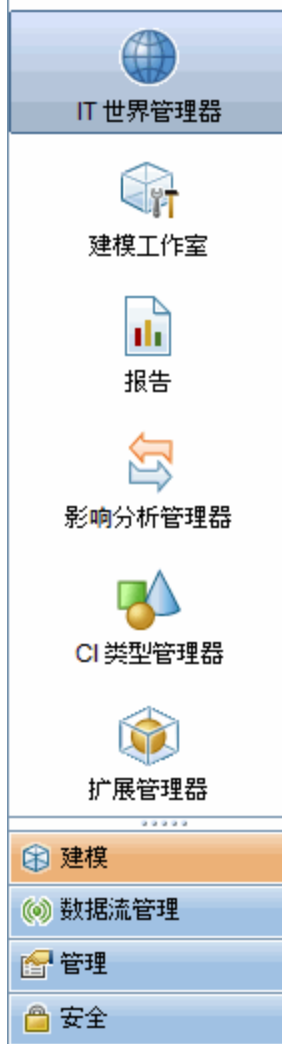 IT 世界管理器
建模工作室
报告
影响分析管理器
CI 类型管理器
扩展管理器
建模
数据流管理
管理
安全